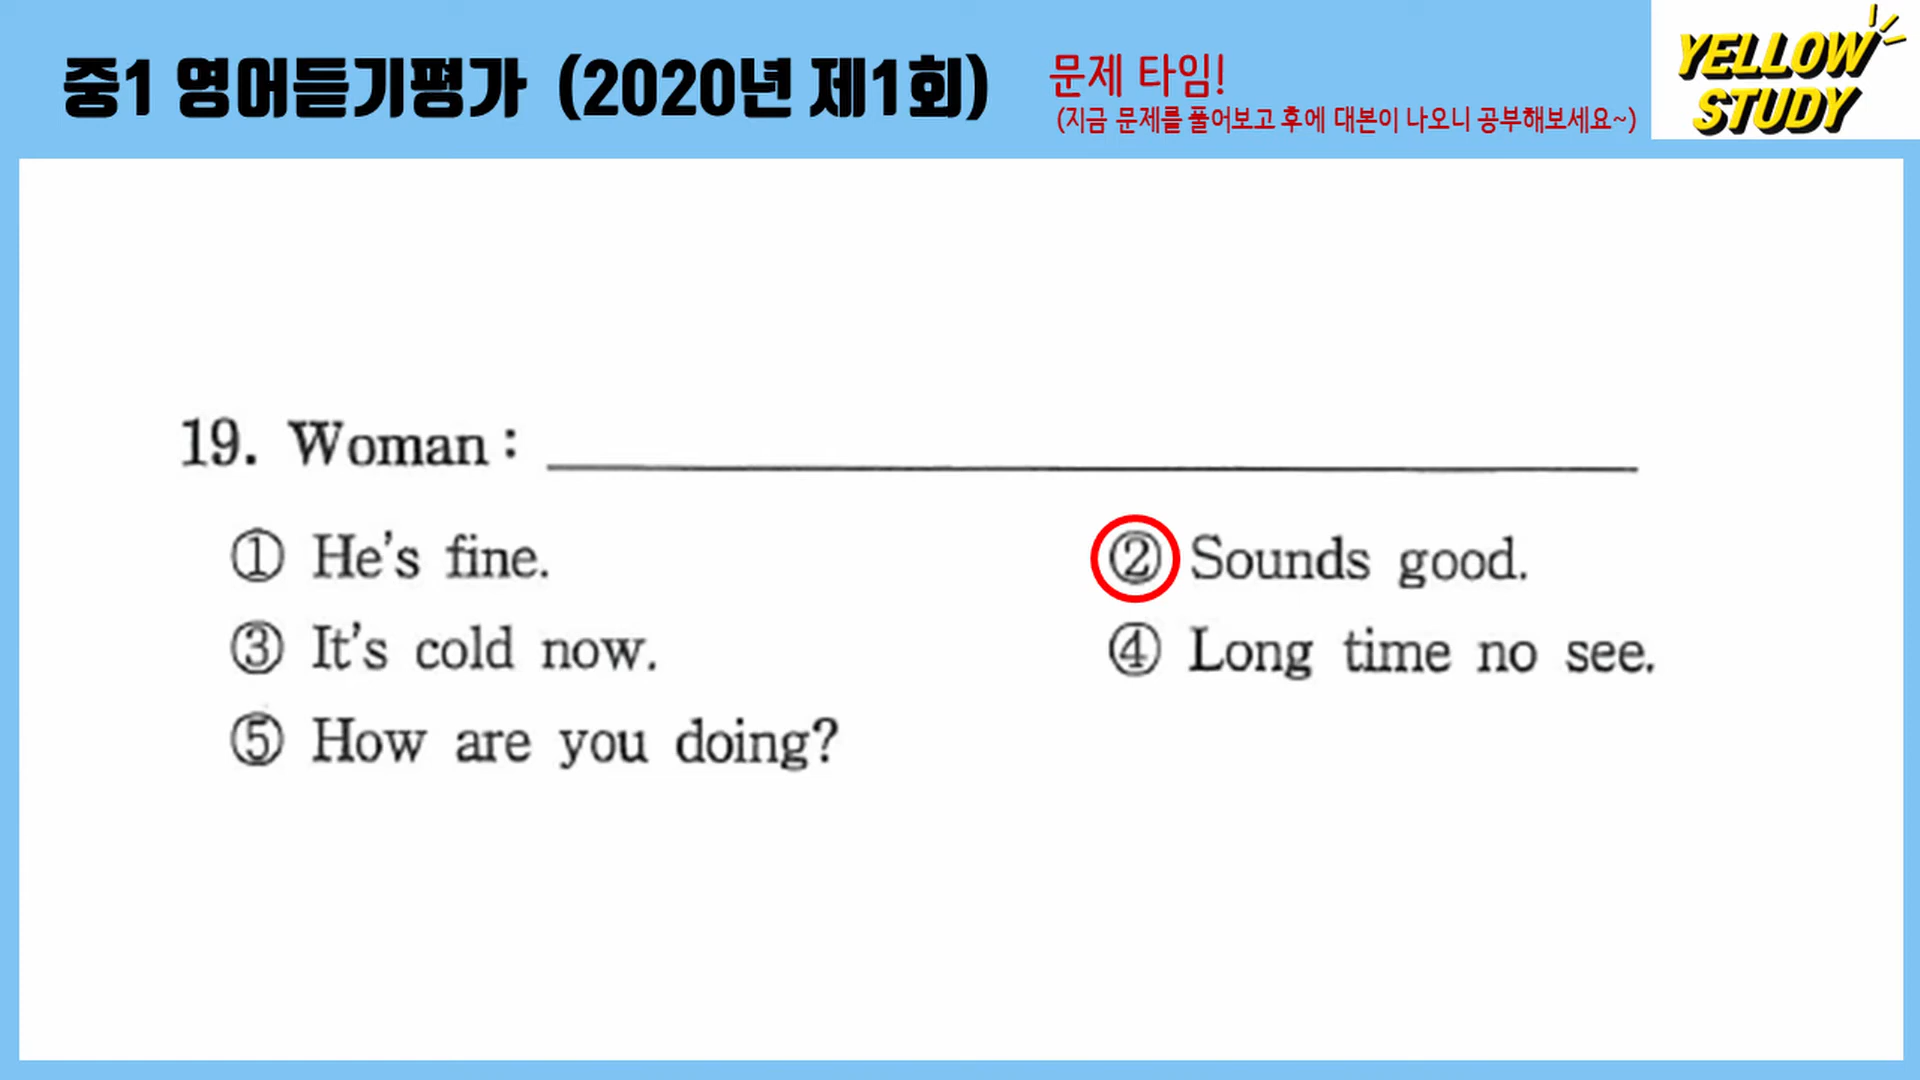 중1 영어듣기평가 (2020년 제1회)
문제 타임!
(지금 문제를 풀어보고 후에 대본이 나오니 공부해보세요~)
YELLOW
STUDY
19. Woman :
① He's fine.
② Sounds good.
③ It's cold now.
④ Long time no see.
⑤ How are you doing?